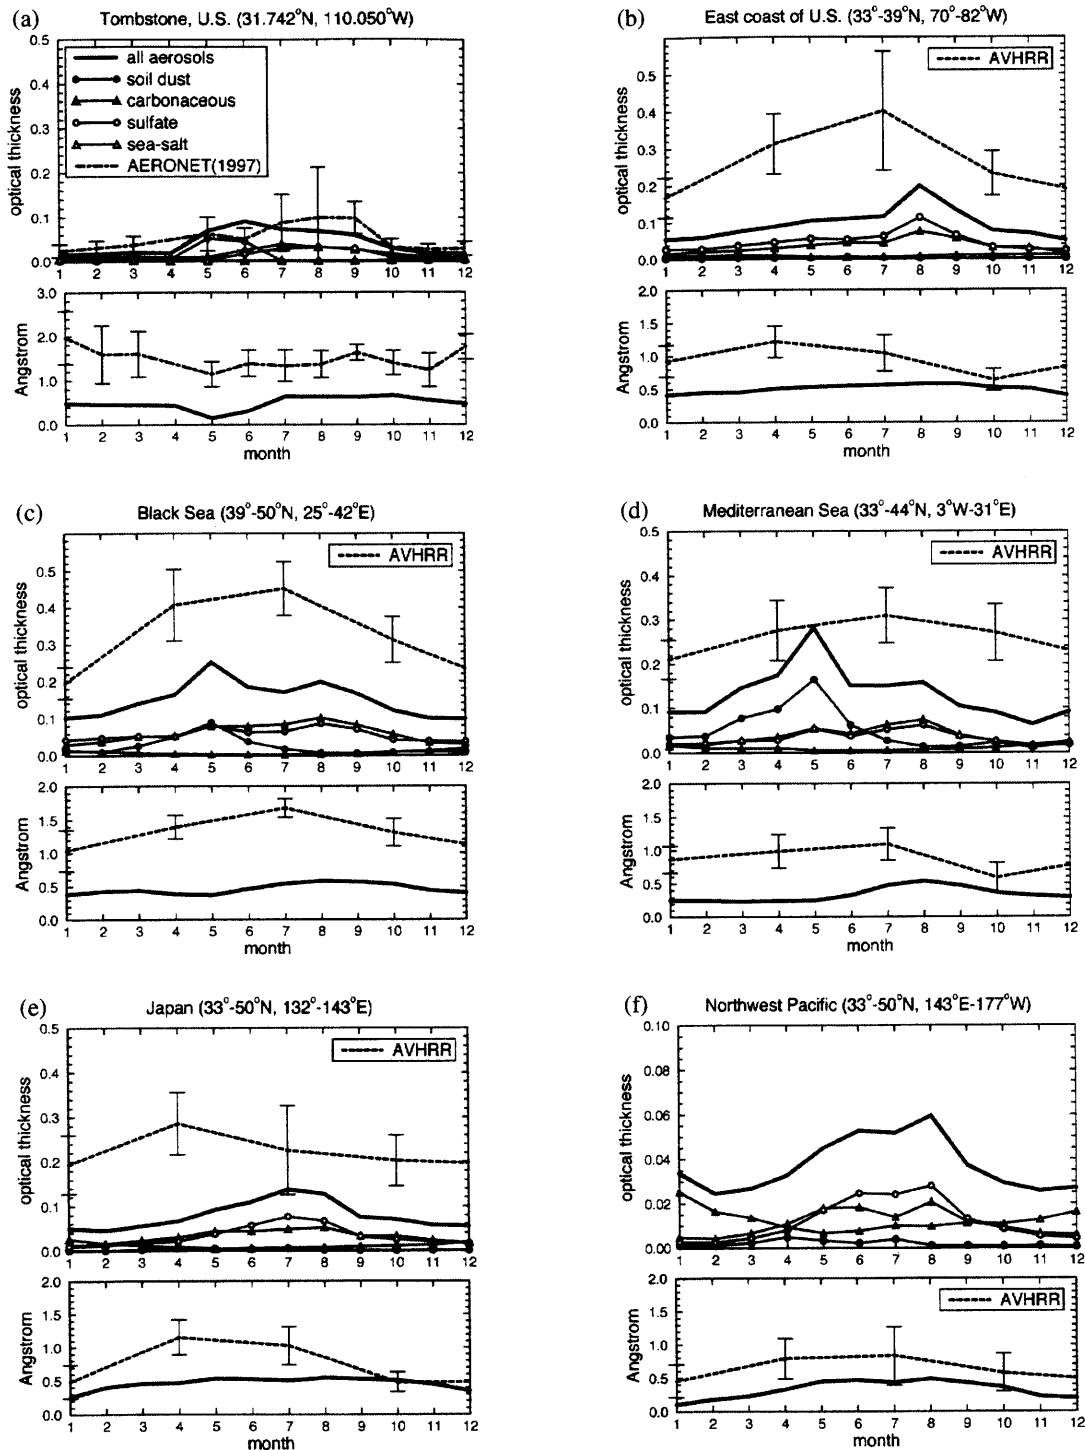 (a) Tombstone, U.S. (31.742°N, 110.050°W)
optical thickness
0.5
0.4
0.3
0.2
0.1
0.0
all aerosols
soil dust
carbonaceous
sulfate
sea-salt
AERONET(1997)
5 6 7 8 9 10 11 12
Angstrom
3.0
2.0
1.0
0.0
1 2 3 4 5 6 7 8 9 10 11 12
month
(b) East coast of U.S. (33°-39°N, 70°-82°W)
optical thickness
0.5
0.4
0.3
0.2
0.1
0.0
AVHRR
1 2 3 4 5 6 7 8 9 10 11 12
Angstrom
2.0
1.5
1.0
0.5
0.0
1 2 3 4 5 6 7 8 9 10 11 12
month
(c) Black Sea (39°-50°N, 25°-42°E)
optical thickness
0.5
0.4
0.3
0.2
0.1
0.0
AVHRR
1 2 3 4 5 6 7 8 9 10 11 12
Angstrom
2.0
1.5
1.0
0.5
0.0
1 2 3 4 5 6 7 8 9 10 11 12
month
(d) Mediterranean Sea (33°-44°N, 3°W-31°E)
optical thickness
0.5
0.4
0.3
0.2
0.1
0.0
AVHRR
1 2 3 4 5 6 7 8 9 10 11 12
Angstrom
2.0
1.5
1.0
0.5
0.0
1 2 3 4 5 6 7 8 9 10 11 12
month
(e) Japan (33°-50°N, 132°-143°E)
optical thickness
0.5
0.4
0.3
0.2
0.1
0.0
AVHRR
1 2 3 4 5 6 7 8 9 10 11 12
Angstrom
2.0
1.5
1.0
0.5
0.0
1 2 3 4 5 6 7 8 9 10 11 12
month
(f) Northwest Pacific (33°-50°N, 143°E-177°W)
optical thickness
0.10
0.08
0.06
0.04
0.02
0.00
1 2 3 4 5 6 7 8 9 10 11 12
Angstrom
2.0
1.5
1.0
0.5
0.0
AVHRR
1 2 3 4 5 6 7 8 9 10 11 12
month